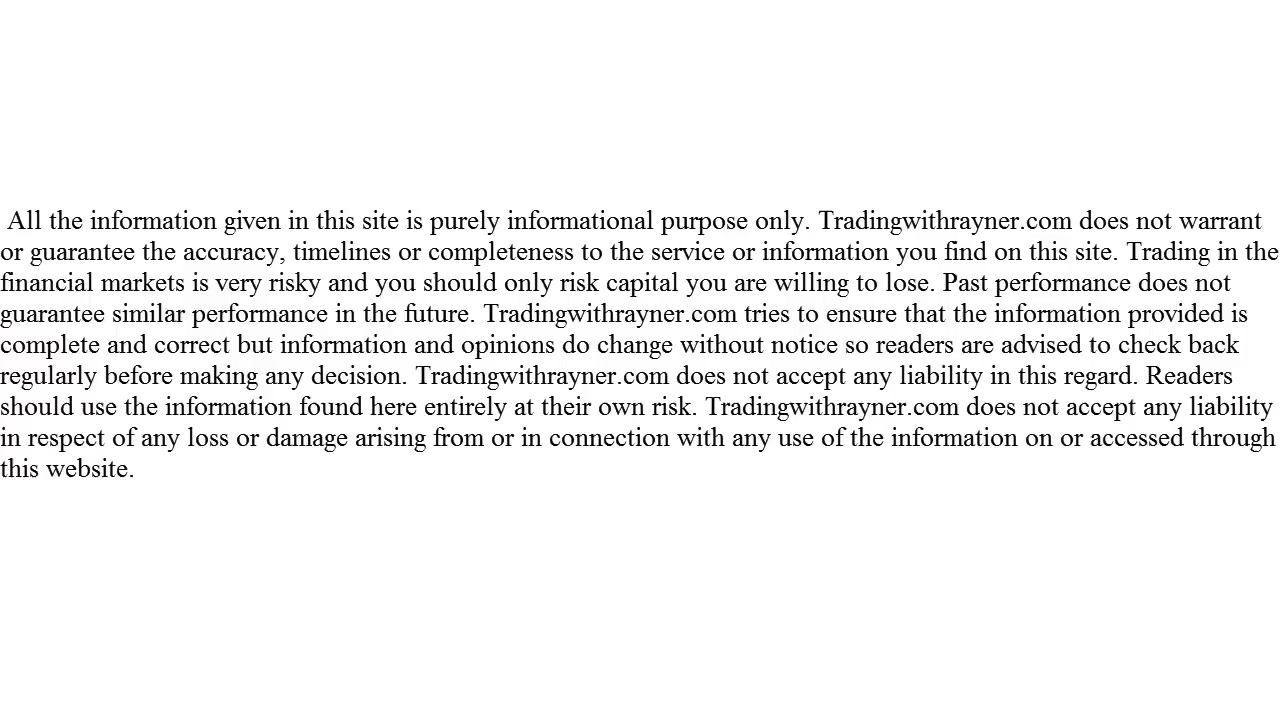 All the information given in this site is purely informational purpose only. Tradingwithrayner.com does not warrant
or guarantee the accuracy, timelines or completeness to the service or information you find on this site. Trading in the
financial markets is very risky and you should only risk capital you are willing to lose. Past performance does not
guarantee similar performance in the future. Tradingwithrayner.com tries to ensure that the information provided is
complete and correct but information and opinions do change without notice so readers are advised to check back
regularly before making any decision. Tradingwithrayner.com does not accept any liability in this regard. Readers
should use the information found here entirely at their own risk. Tradingwithrayner.com does not accept any liability
in respect of any loss or damage arising from or in connection with any use of the information on or accessed through
this website.